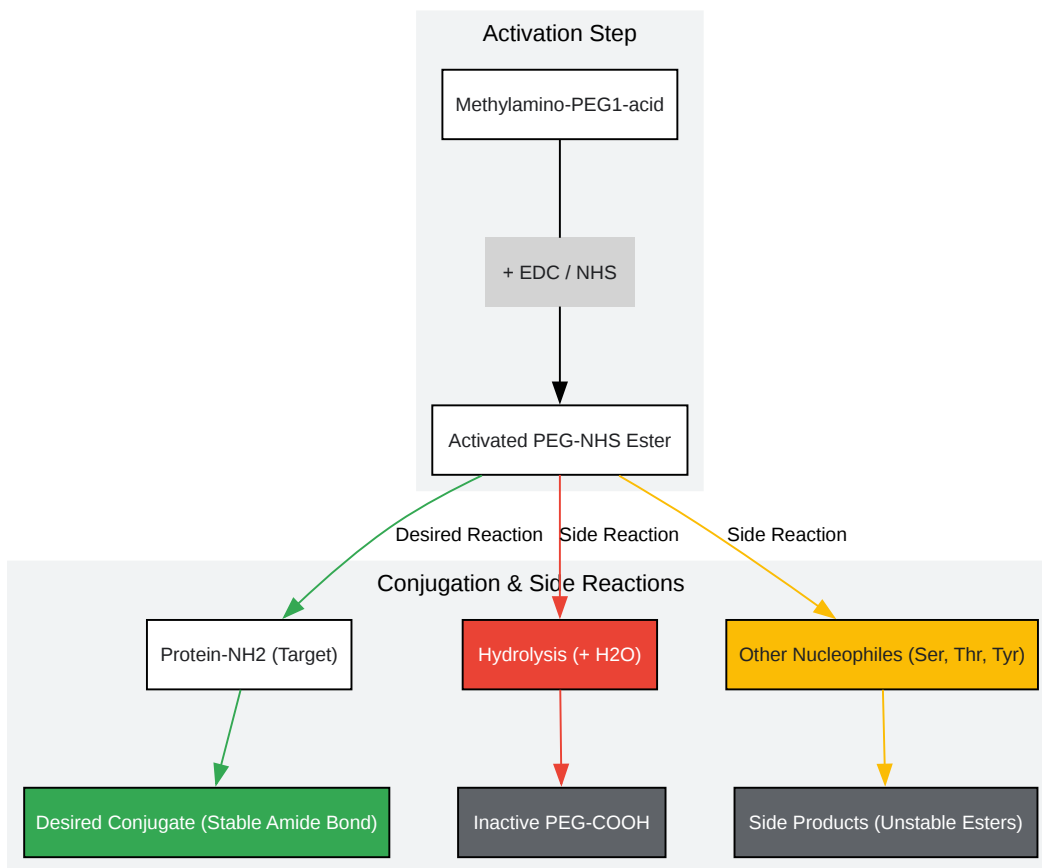 Activation Step
Methylamino-PEG1-acid
+ EDC / NHS
Activated PEG-NHS Ester
Desired Reaction
Side Reaction
Side Reaction
Conjugation & Side Reactions
Protein-NH2 (Target)
Hydrolysis (+ H2O)
Other Nucleophiles (Ser, Thr, Tyr)
Desired Conjugate (Stable Amide Bond)
Inactive PEG-COOH
Side Products (Unstable Esters)